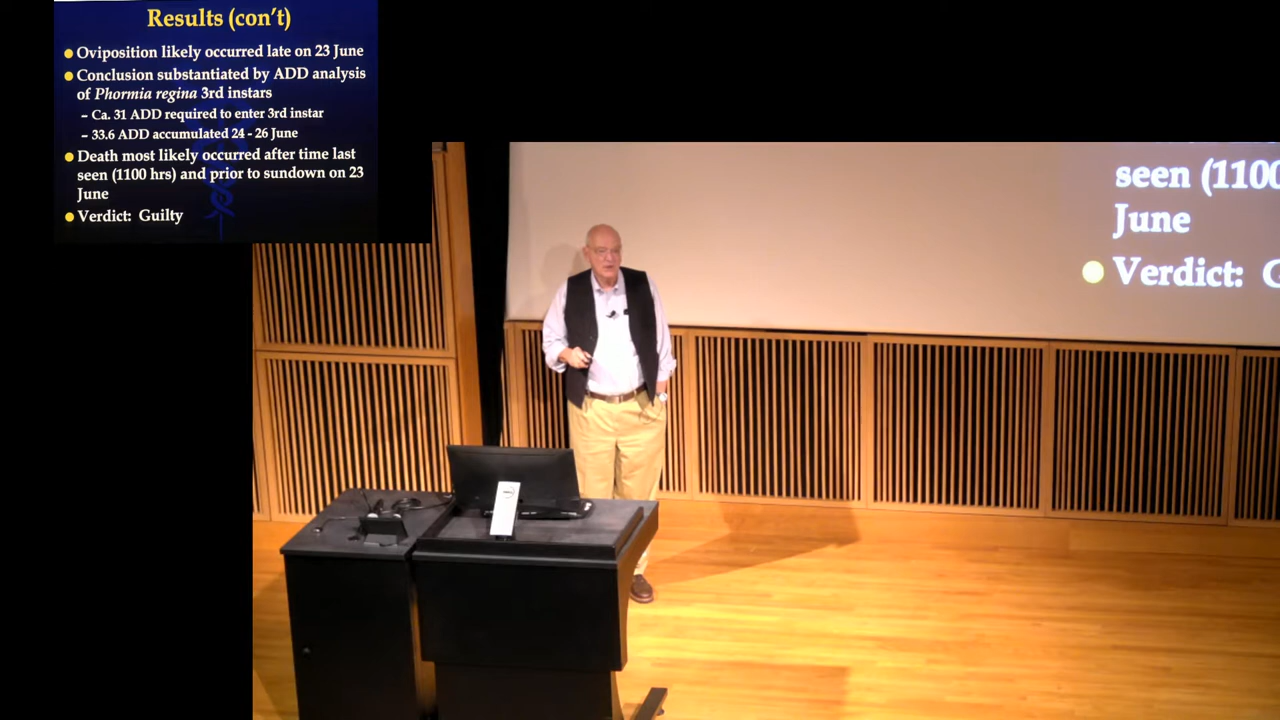 Results (con't)
Oviposition likely occurred late on 23 June
Conclusion substantiated by ADD analysis
of Phormia regina 3rd instars
– Ca. 31 ADD required to enter 3rd instar
– 33.6 ADD accumulated 24 - 26 June
Death most likely occurred after time last
seen (1100 hrs) and prior to sundown on 23
June
Verdict: Guilty
seen (1100
June
Verdict: G